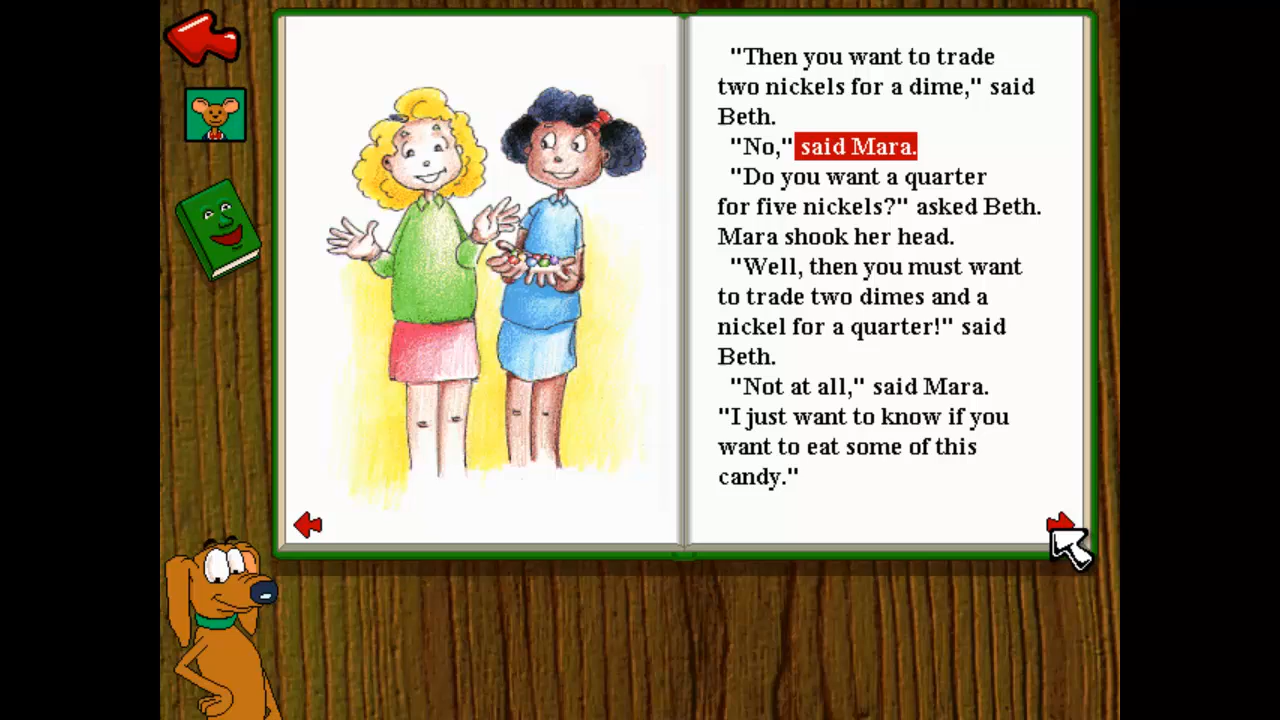 "Then you want to trade
two nickels for a dime," said
Beth.
"No," said Mara.
"Do you want a quarter
for five nickels?" asked Beth.
Mara shook her head.
"Well, then you must want
to trade two dimes and a
nickel for a quarter!" said
Beth.
"Not at all," said Mara.
"I just want to know if you
want to eat some of this
candy."